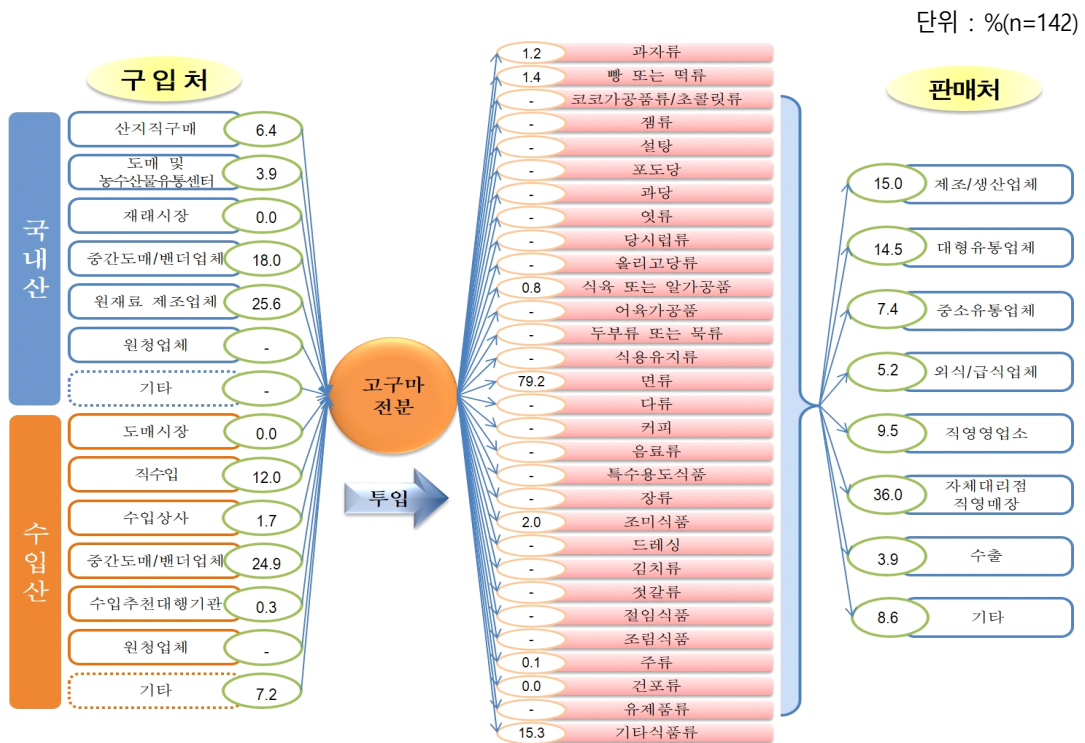 단위 : %(n=142)
구입처
국내산
산지직구매 6.4
도매 및
농수산물유통센터 3.9
재래시장 0.0
중간도매/밴더업체 18.0
원재료 제조업체 25.6
원청업체 -
기타 -
수입산
도매시장 0.0
직수입 12.0
수입상사 1.7
중간도매/밴더업체 24.9
수입추천대행기관 0.3
원청업체 -
기타 7.2
고구마
전분
투입
1.2 과자류
1.4 빵 또는 떡류
- 코코가공품류/초콜릿류
- 잼류
- 설탕
- 포도당
- 과당
- 엿류
- 당시럽류
- 올리고당류
0.8 식육 또는 알가공품
- 어육가공품
- 두부류 또는 묵류
- 식용유지류
79.2 면류
- 다류
- 커피
- 음료류
- 특수용도식품
- 장류
2.0 조미식품
- 드레싱
- 김치류
- 젓갈류
- 절임식품
- 조림식품
0.1 주류
0.0 건포류
- 유제품류
15.3 기타식품류
판매처
15.0 제조/생산업체
14.5 대형유통업체
7.4 중소유통업체
5.2 외식/급식업체
9.5 직영영업소
36.0 자체대리점
직영매장
3.9 수출
8.6 기타